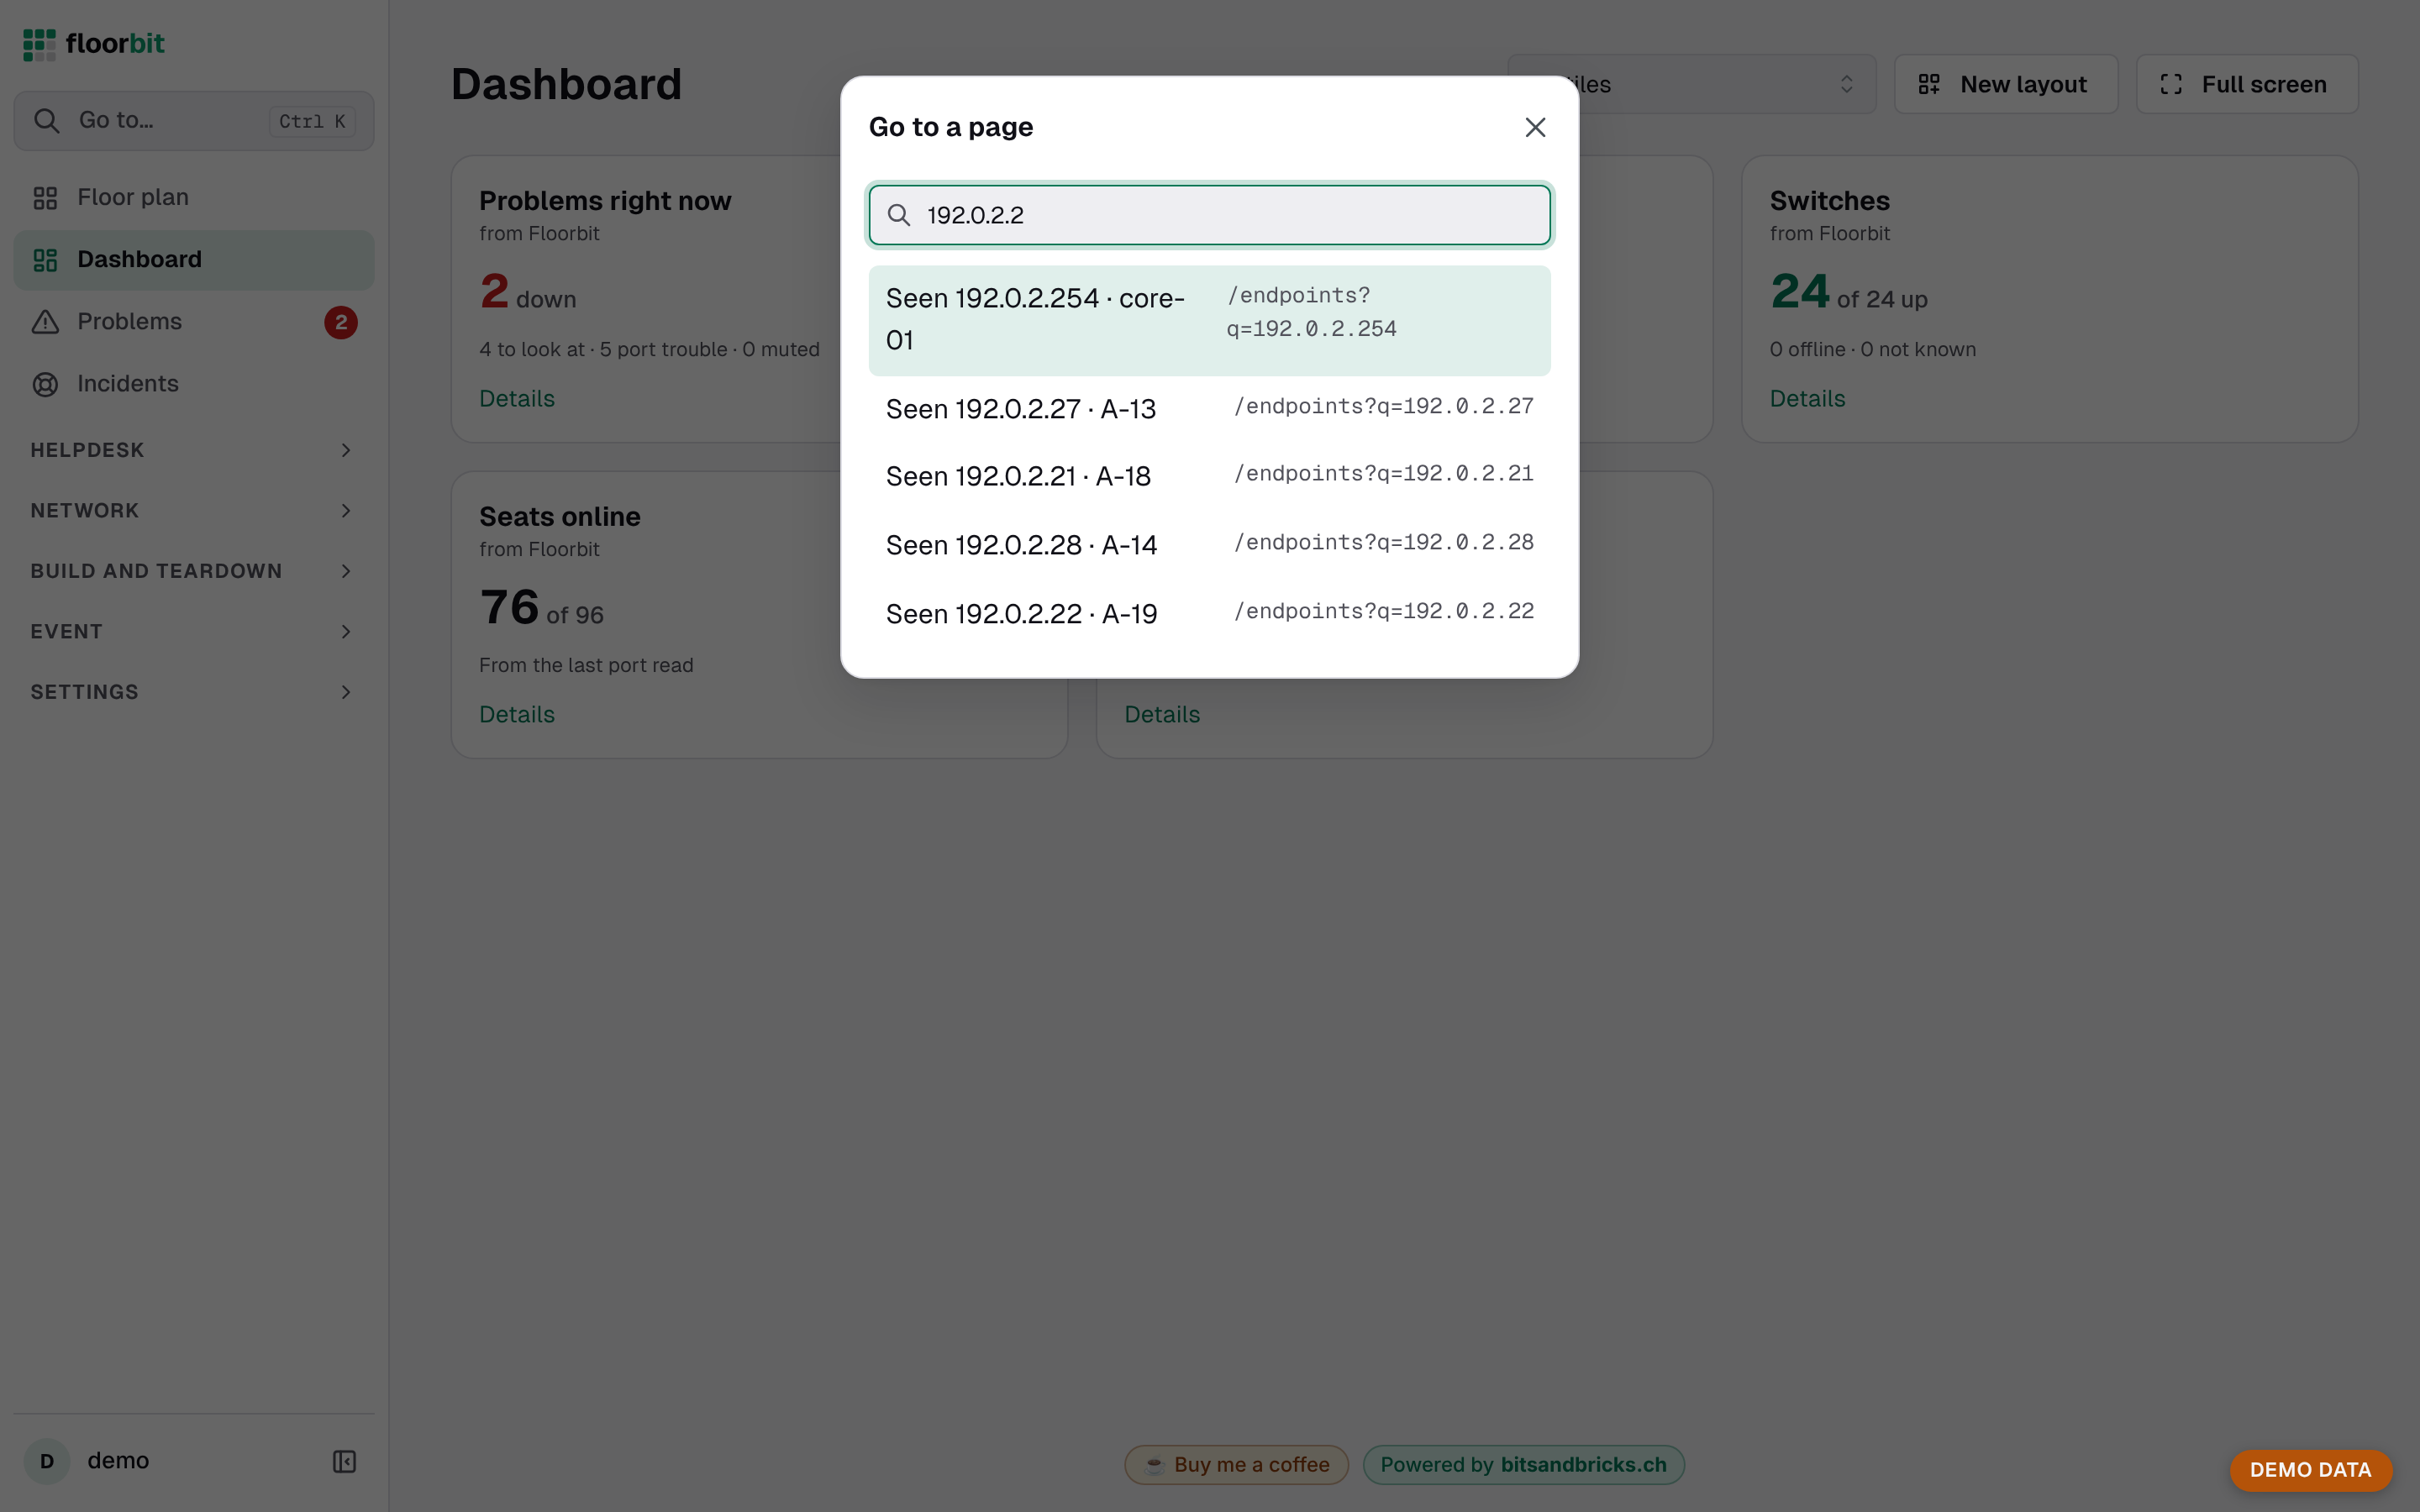 floorbit
Go to...
Ctrl K
Floor plan
Dashboard
Problems
2
Incidents
HELPDESK
NETWORK
BUILD AND TEARDOWN
EVENT
SETTINGS
D
demo
Dashboard
New layout
Full screen
Problems right now
from Floorbit
2 down
4 to look at · 5 port trouble · 0 muted
Details
Switches
from Floorbit
24 of 24 up
0 offline · 0 not known
Details
Seats online
from Floorbit
76 of 96
From the last port read
Details
Details
Go to a page
192.0.2.2
Seen 192.0.2.254 · core-
01
/endpoints?
q=192.0.2.254
Seen 192.0.2.27 · A-13
/endpoints?q=192.0.2.27
Seen 192.0.2.21 · A-18
/endpoints?q=192.0.2.21
Seen 192.0.2.28 · A-14
/endpoints?q=192.0.2.28
Seen 192.0.2.22 · A-19
/endpoints?q=192.0.2.22
Buy me a coffee
Powered by bitsandbricks.ch
DEMO DATA